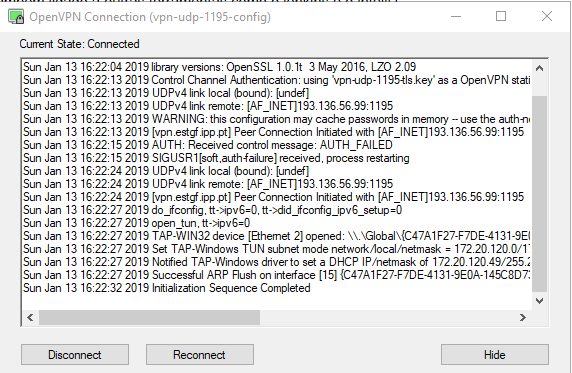 OpenVPN Connection (vpn-udp-1195-config)
Current State: Connected
Sun Jan 13 16:22:04 2019 library versions: OpenSSL 1.0.1t  3 May 2016, LZO 2.09
Sun Jan 13 16:22:13 2019 Control Channel Authentication: using 'vpn-udp-1195-tls.key' as a OpenVPN stati
Sun Jan 13 16:22:13 2019 UDPv4 link local (bound): [undef]
Sun Jan 13 16:22:13 2019 UDPv4 link remote: [AF_INET]193.136.56.99:1195
Sun Jan 13 16:22:13 2019 WARNING: this configuration may cache passwords in memory -- use the auth-n
Sun Jan 13 16:22:13 2019 [vpn.estgf.ipp.pt] Peer Connection Initiated with [AF_INET]193.136.56.99:1195
Sun Jan 13 16:22:15 2019 AUTH: Received control message: AUTH_FAILED
Sun Jan 13 16:22:15 2019 SIGUSR1[soft,auth-failure] received, process restarting
Sun Jan 13 16:22:24 2019 UDPv4 link local (bound): [undef]
Sun Jan 13 16:22:24 2019 UDPv4 link remote: [AF_INET]193.136.56.99:1195
Sun Jan 13 16:22:24 2019 [vpn.estgf.ipp.pt] Peer Connection Initiated with [AF_INET]193.136.56.99:1195
Sun Jan 13 16:22:27 2019 do_ifconfig, tt->ipv6=0, tt->did_ifconfig_ipv6_setup=0
Sun Jan 13 16:22:27 2019 open_tun, tt->ipv6=0
Sun Jan 13 16:22:27 2019 TAP-WIN32 device [Ethernet 2] opened: \\.\Global\{C47A1F27-F7DE-4131-9E0
Sun Jan 13 16:22:27 2019 Set TAP-Windows TUN subnet mode network/local/netmask = 172.20.120.0/17
Sun Jan 13 16:22:27 2019 Notified TAP-Windows driver to set a DHCP IP/netmask of 172.20.120.49/255.2
Sun Jan 13 16:22:27 2019 Successful ARP Flush on interface [15] {C47A1F27-F7DE-4131-9E0A-145C8D73
Sun Jan 13 16:22:32 2019 Initialization Sequence Completed
Disconnect
Reconnect
Hide